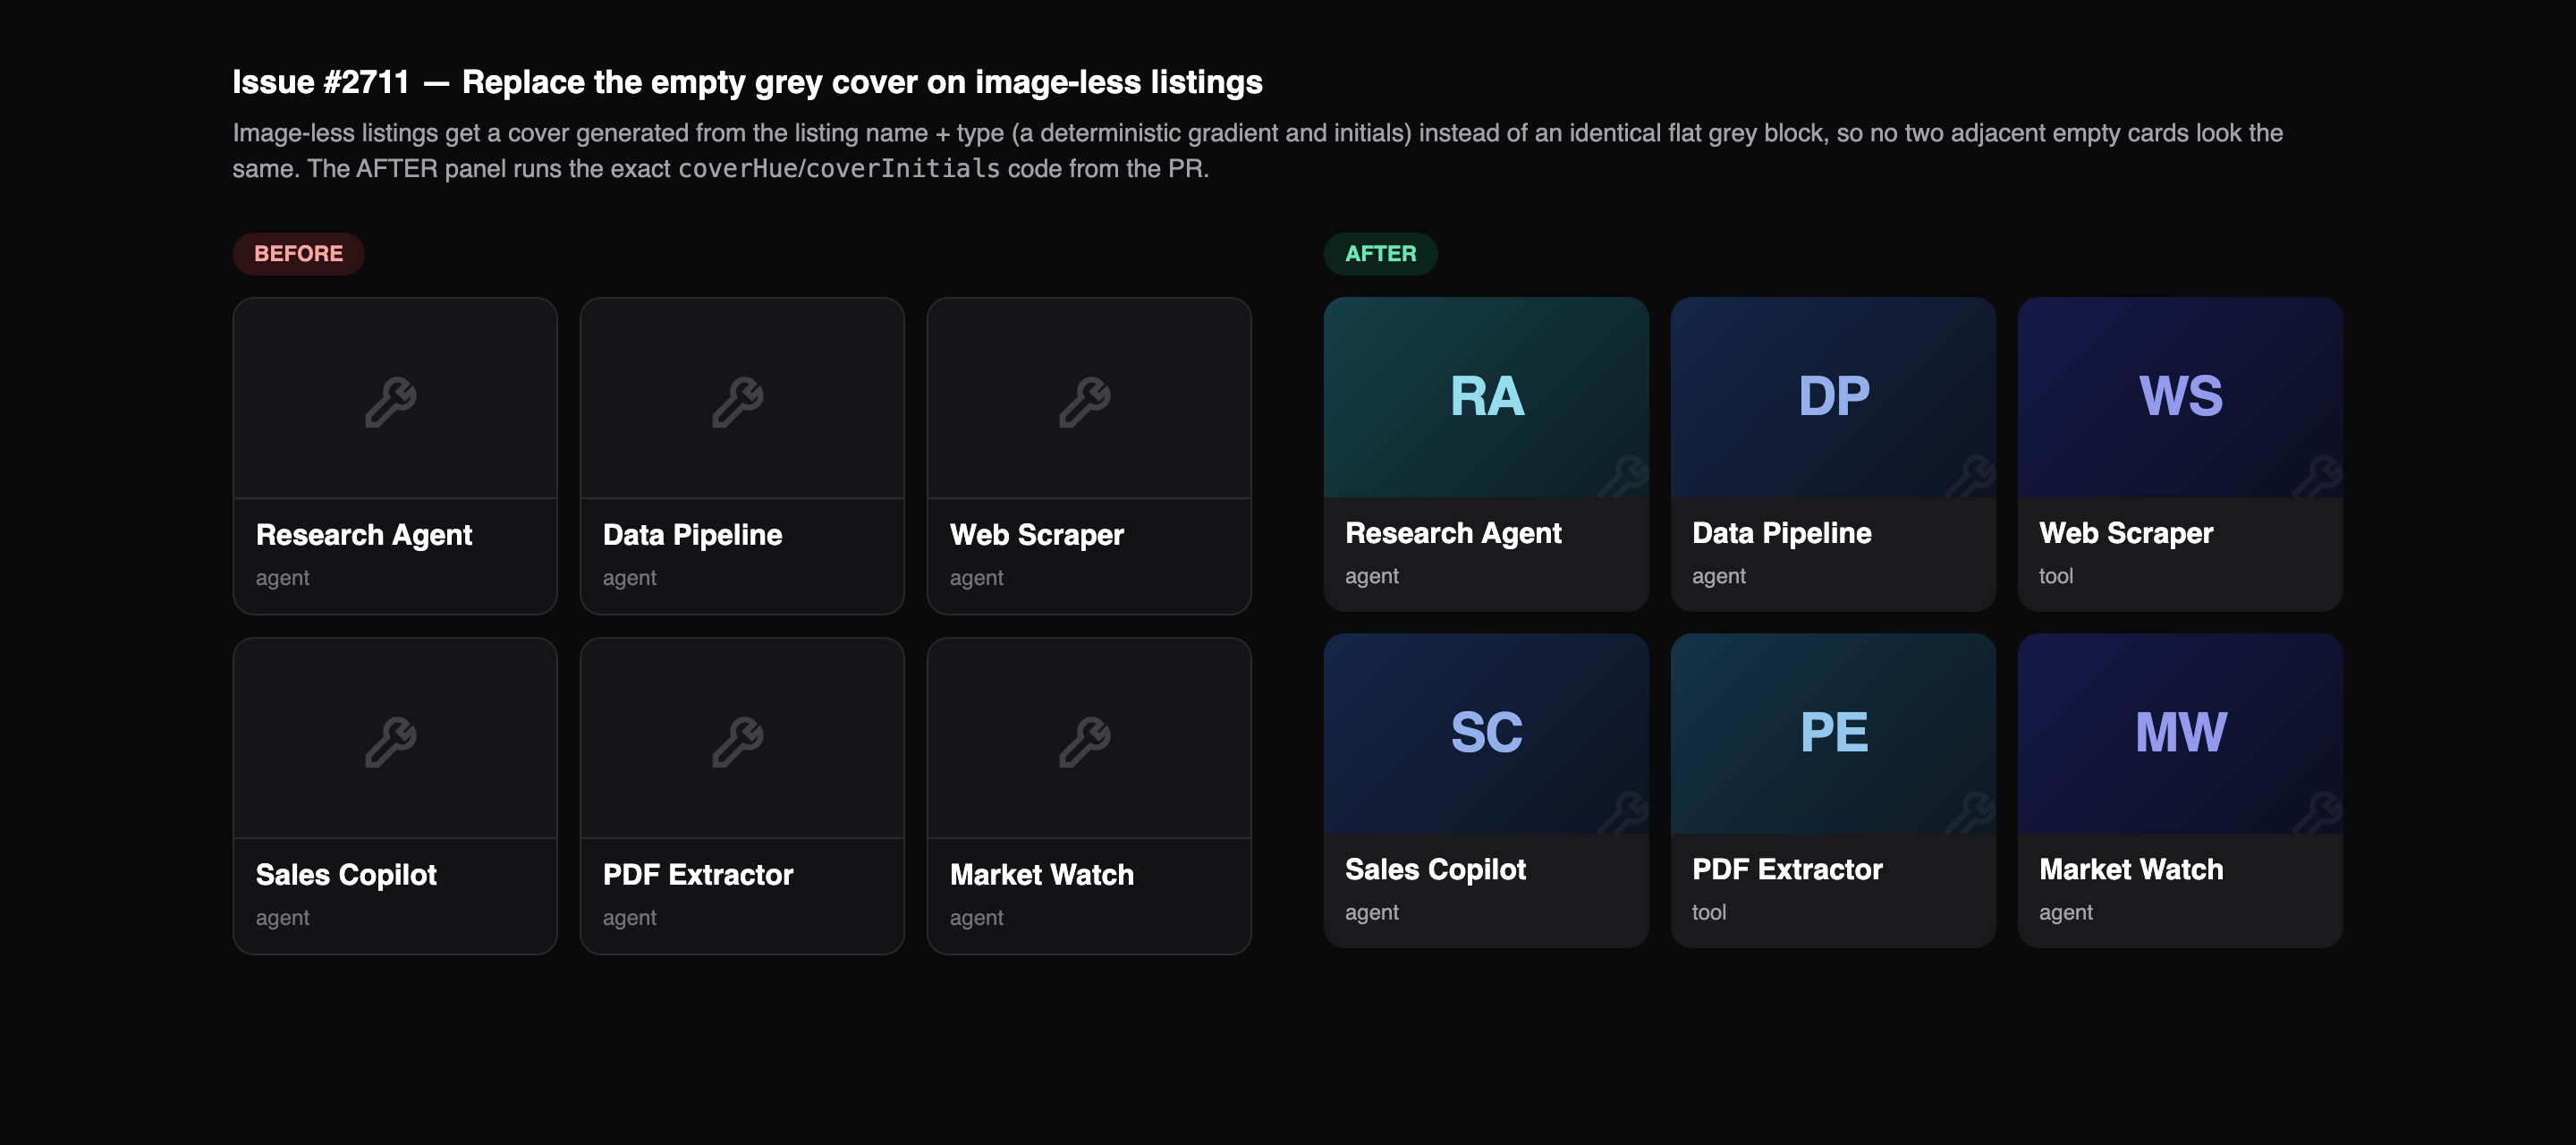 Issue #2711 — Replace the empty grey cover on image-less listings
Image-less listings get a cover generated from the listing name + type (a deterministic gradient and initials) instead of an identical flat grey block, so no two adjacent empty cards look the
same. The AFTER panel runs the exact coverHue/coverInitials code from the PR.
BEFORE
Research Agent
agent
Data Pipeline
agent
Web Scraper
agent
Sales Copilot
agent
PDF Extractor
agent
Market Watch
agent
AFTER
RA
Research Agent
agent
DP
Data Pipeline
agent
WS
Web Scraper
tool
SC
Sales Copilot
agent
PE
PDF Extractor
tool
MW
Market Watch
agent